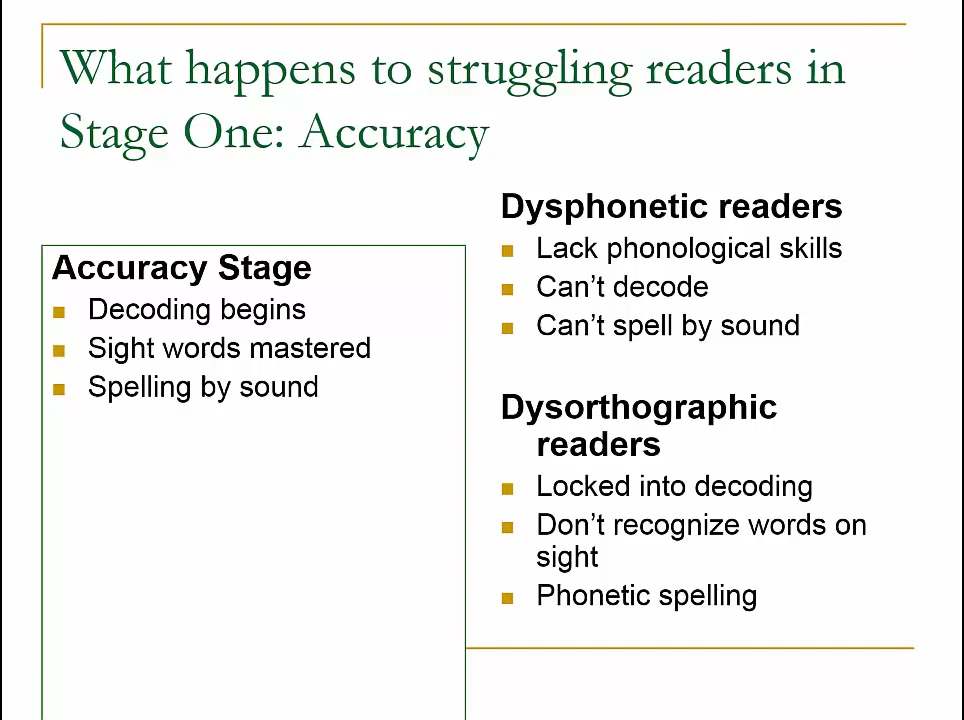 What happens to struggling readers in
Stage One: Accuracy
Accuracy Stage
Decoding begins
Sight words mastered
Spelling by sound
Dysphonetic readers
Lack phonological skills
Can’t decode
Can’t spell by sound
Dysorthographic
readers
Locked into decoding
Don’t recognize words on
sight
Phonetic spelling